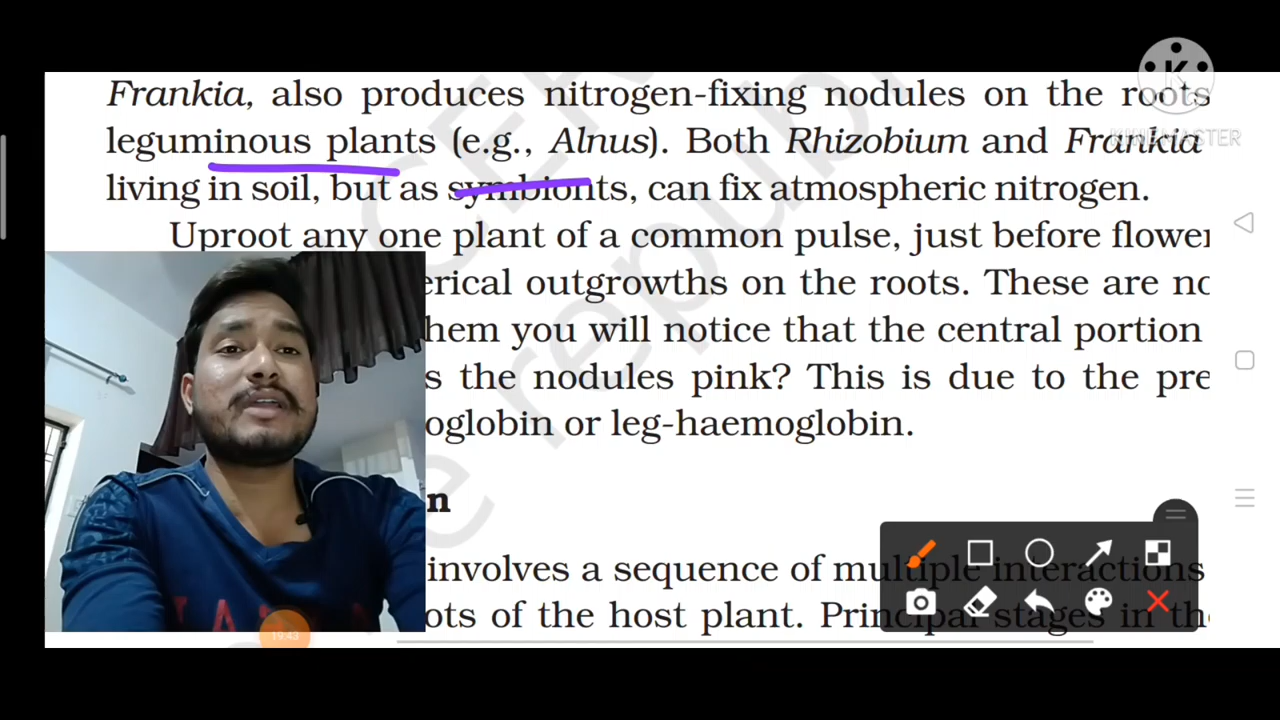 Frankia, also produces nitrogen-fixing nodules on the roots
leguminous plants (e.g., Alnus). Both Rhizobium and Frankia
living in soil, but as symbionts, can fix atmospheric nitrogen.
Uproot any one plant of a common pulse, just before flower
erical outgrowths on the roots. These are no
hem you will notice that the central portion
s the nodules pink? This is due to the pre
oglobin or leg-haemoglobin.
n
involves a sequence of multiple interactions
ots of the host plant. Principal stages in the
19:43
K
KINEMASTER